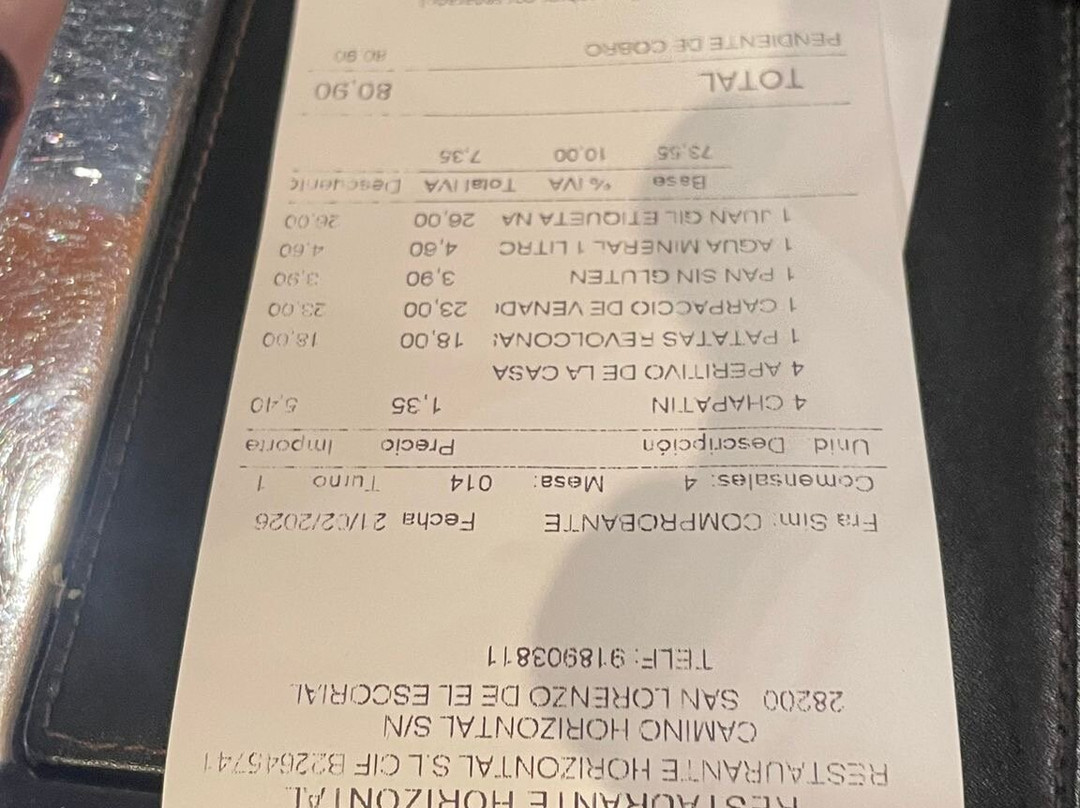 RESTAURANTE HORIZONTAL
RESTAURANTE HORIZONTAL S.L CIF B22645741
CAMINO HORIZONTAL S/N
28200 SAN LORENZO DE EL ESCORIAL
TELF: 918903811
Fra Sim: COMPROBANTE Fecha 21/02/2026
Comensales: 4 Mesa: 014 Turno 1
Unid. Descripción Precio Importe
4 CHAPATIN 1,35 5,40
4 APERITIVO DE LA CASA
1 PATATAS REVOLCONA 18,00 18,00
1 CARPACCIO DE VENAD 23,00 23,00
1 PAN SIN GLUTEN 3,90 3,90
1 AGUA MINERAL 1 LITRO 4,60 4,60
1 JUAN GIL ETIQUETA NA 26,00 26,00
Base % IVA Total IVA Descuento
73,55 10,00 7,35
TOTAL 80,90
PENDIENTE DE COBRO 80,90